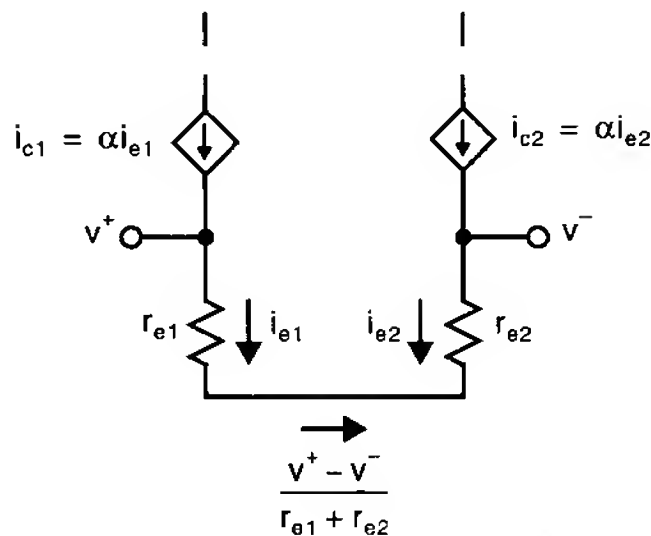 i_c1 = αi_e1
i_c2 = αi_e2
v⁺
v⁻
r_e1
i_e1
i_e2
r_e2
v⁺ − v⁻
r_e1 + r_e2